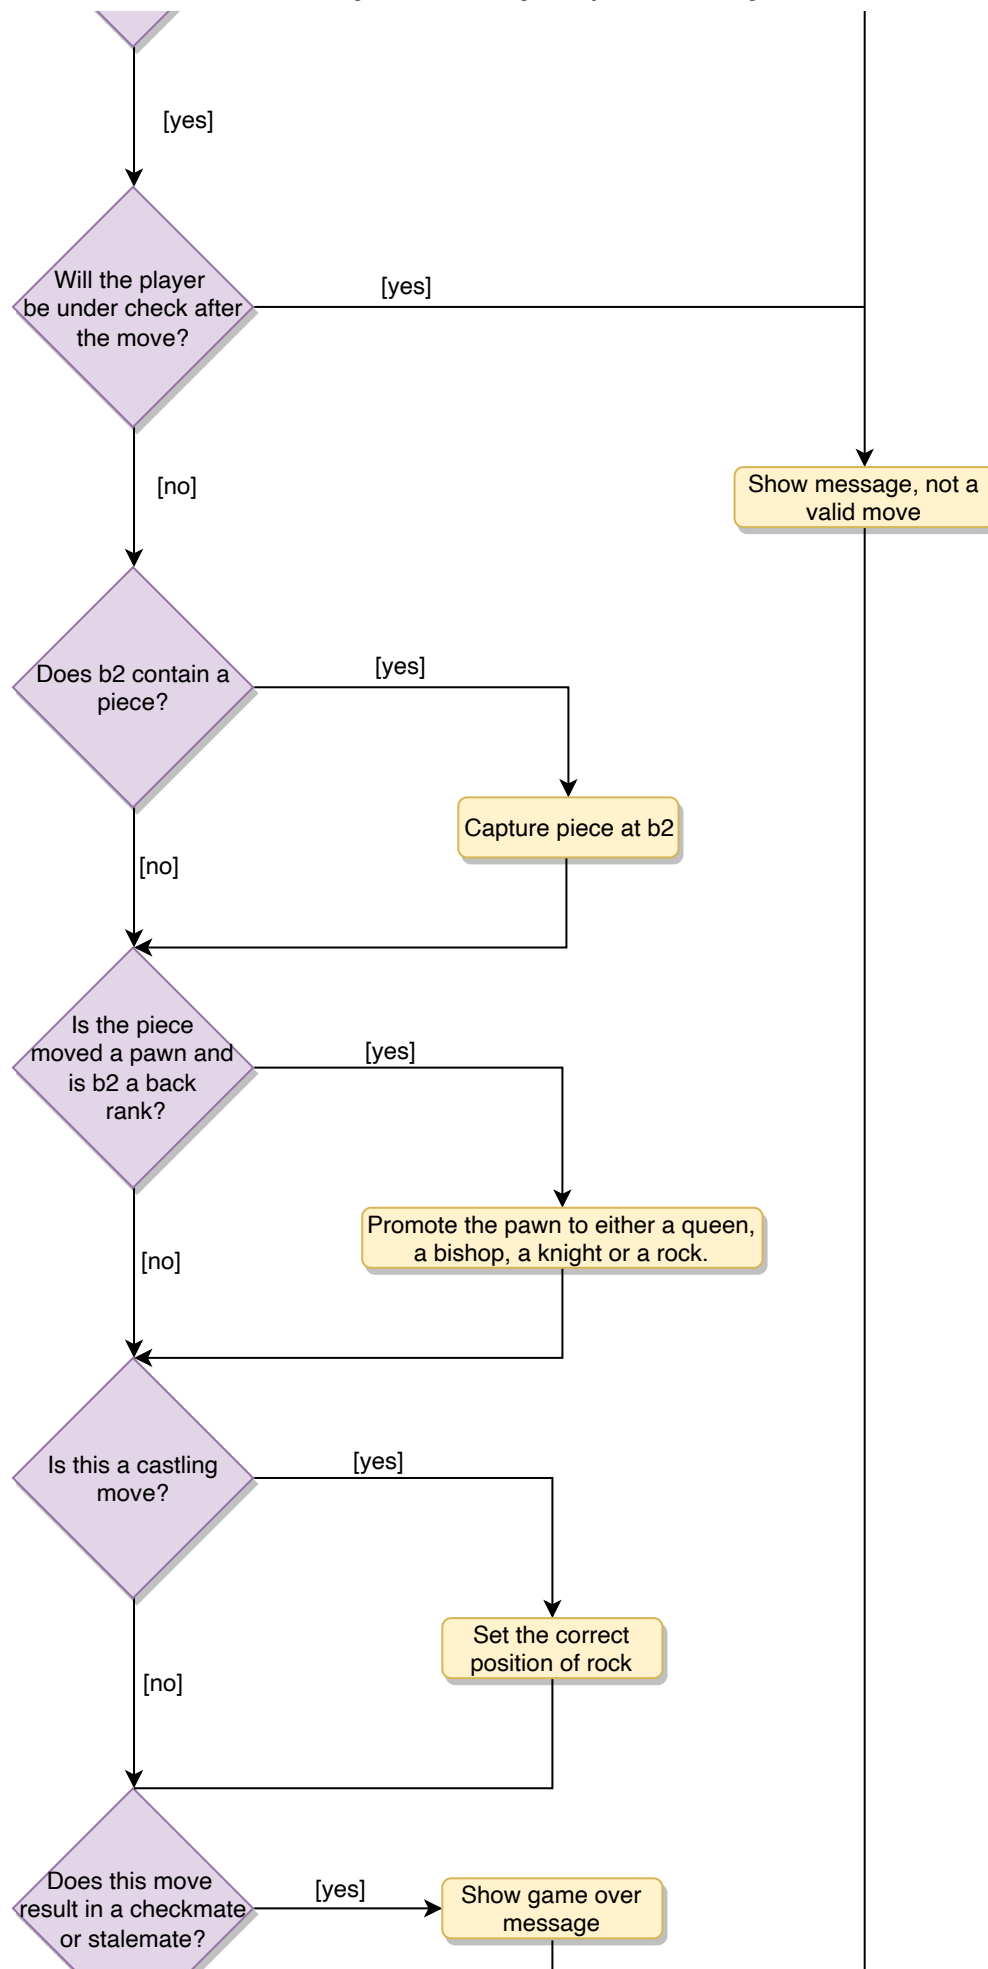 [yes]
Will the player
be under check after
the move?
[yes]
[no]
Show message, not a
valid move
Does b2 contain a
piece?
[yes]
Capture piece at b2
[no]
Is the piece
moved a pawn and
is b2 a back
rank?
[yes]
Promote the pawn to either a queen,
a bishop, a knight or a rock.
[no]
Is this a castling
move?
[yes]
Set the correct
position of rock
[no]
Does this move
result in a checkmate
or stalemate?
[yes]
Show game over
message